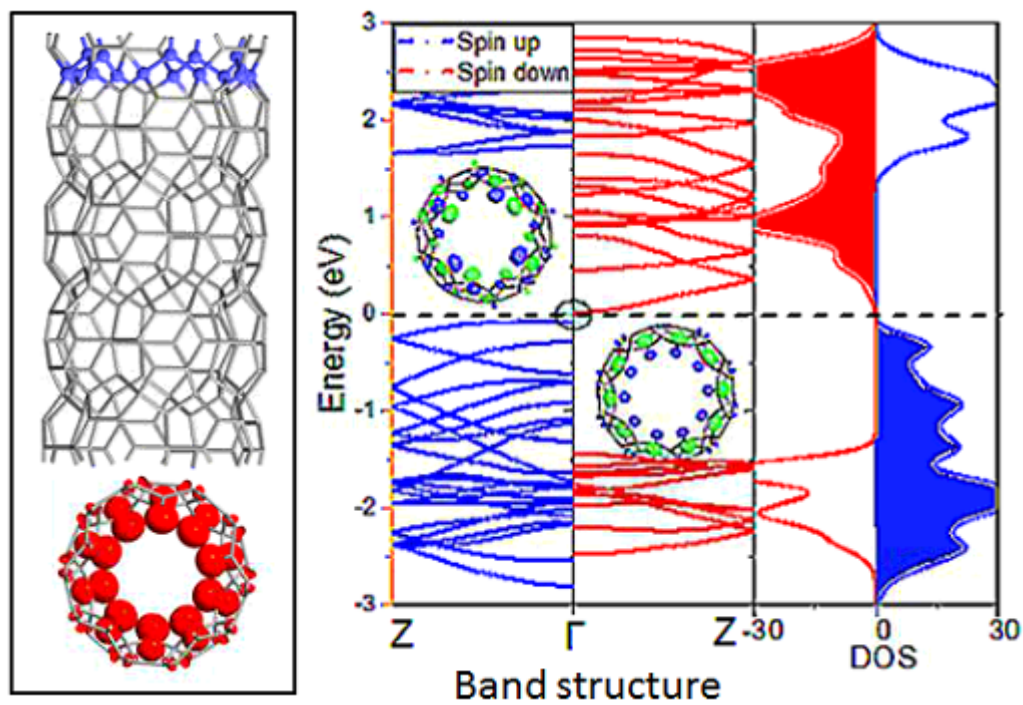 Spin up
Spin down
Energy (eV)
3
2
1
0
-1
-2
-3
Z Γ Z -30 0 30
DOS
Band structure